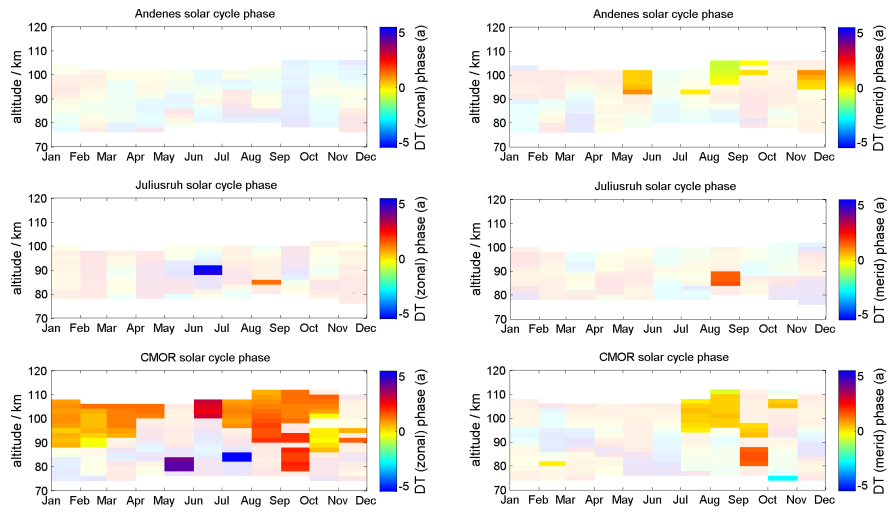 Andenes solar cycle phase
altitude / km
120
110
100
90
80
70
Jan Feb Mar Apr May Jun Jul Aug Sep Oct Nov Dec
5
0
-5
DT (zonal) phase (a)
Andenes solar cycle phase
altitude / km
120
110
100
90
80
70
Jan Feb Mar Apr May Jun Jul Aug Sep Oct Nov Dec
5
0
-5
DT (merid) phase (a)
Juliusruh solar cycle phase
altitude / km
120
110
100
90
80
70
Jan Feb Mar Apr May Jun Jul Aug Sep Oct Nov Dec
5
0
-5
DT (zonal) phase (a)
Juliusruh solar cycle phase
altitude / km
120
110
100
90
80
70
Jan Feb Mar Apr May Jun Jul Aug Sep Oct Nov Dec
5
0
-5
DT (merid) phase (a)
CMOR solar cycle phase
altitude / km
120
110
100
90
80
70
Jan Feb Mar Apr May Jun Jul Aug Sep Oct Nov Dec
5
0
-5
DT (zonal) phase (a)
CMOR solar cycle phase
altitude / km
120
110
100
90
80
70
Jan Feb Mar Apr May Jun Jul Aug Sep Oct Nov Dec
5
0
-5
DT (merid) phase (a)